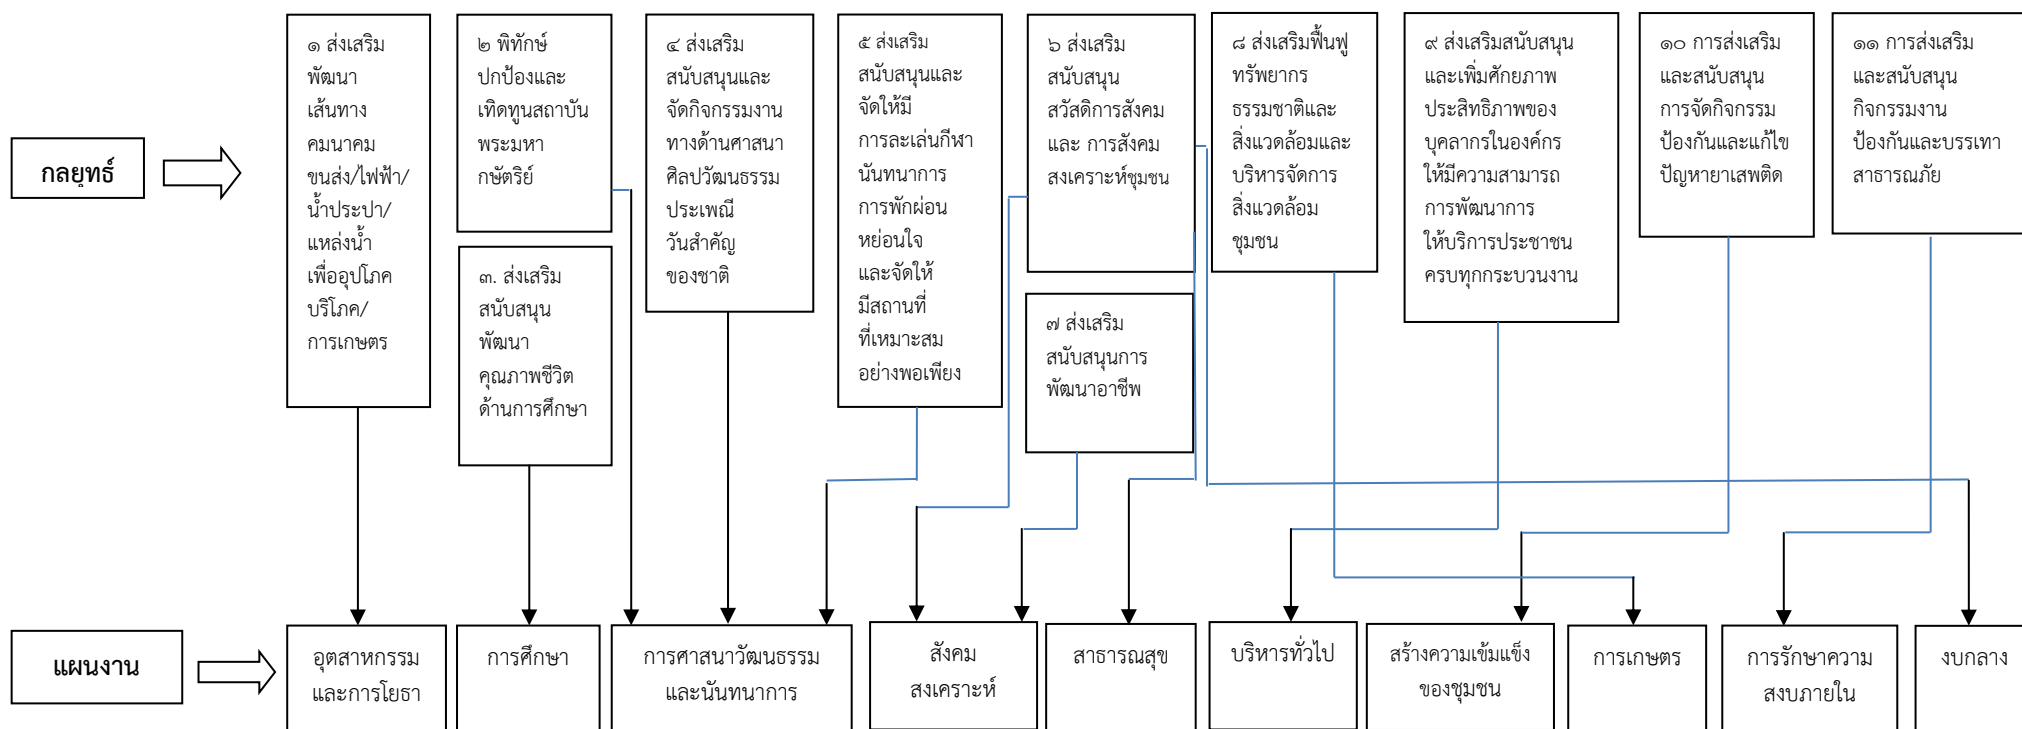 กลยุทธ์
๑ ส่งเสริม
พัฒนา
เส้นทาง
คมนาคม
ขนส่ง/ไฟฟ้า/
น้ำประปา/
แหล่งน้ำ
เพื่ออุปโภค
บริโภค/
การเกษตร
๒ พิทักษ์
ปกป้องและ
เทิดทูนสถาบัน
พระมหา
กษัตริย์
๓. ส่งเสริม
สนับสนุน
พัฒนา
คุณภาพชีวิต
ด้านการศึกษา
๔ ส่งเสริม
สนับสนุนและ
จัดกิจกรรมงาน
ทางด้านศาสนา
ศิลปวัฒนธรรม
ประเพณี
วันสำคัญ
ของชาติ
๕ ส่งเสริม
สนับสนุนและ
จัดให้มี
การละเล่นกีฬา
นันทนาการ
การพักผ่อน
หย่อนใจ
และจัดให้
มีสถานที่
ที่เหมาะสม
อย่างพอเพียง
๖ ส่งเสริม
สนับสนุน
สวัสดิการสังคม
และ การสังคม
สงเคราะห์ชุมชน
๗ ส่งเสริม
สนับสนุนการ
พัฒนาอาชีพ
๘ ส่งเสริมฟื้นฟู
ทรัพยากร
ธรรมชาติและ
สิ่งแวดล้อมและ
บริหารจัดการ
สิ่งแวดล้อม
ชุมชน
๙ ส่งเสริมสนับสนุน
และเพิ่มศักยภาพ
ประสิทธิภาพของ
บุคลากรในองค์กร
ให้มีความสามารถ
การพัฒนาการ
ให้บริการประชาชน
ครบทุกกระบวนงาน
๑๐ การส่งเสริม
และสนับสนุน
การจัดกิจกรรม
ป้องกันและแก้ไข
ปัญหายาเสพติด
๑๑ การส่งเสริม
และสนับสนุน
กิจกรรมงาน
ป้องกันและบรรเทา
สาธารณภัย
แผนงาน
อุตสาหกรรม
และการโยธา
การศึกษา
การศาสนาวัฒนธรรม
และนันทนาการ
สังคม
สงเคราะห์
สาธารณสุข
บริหารทั่วไป
สร้างความเข้มแข็ง
ของชุมชน
การเกษตร
การรักษาความ
สงบภายใน
งบกลาง